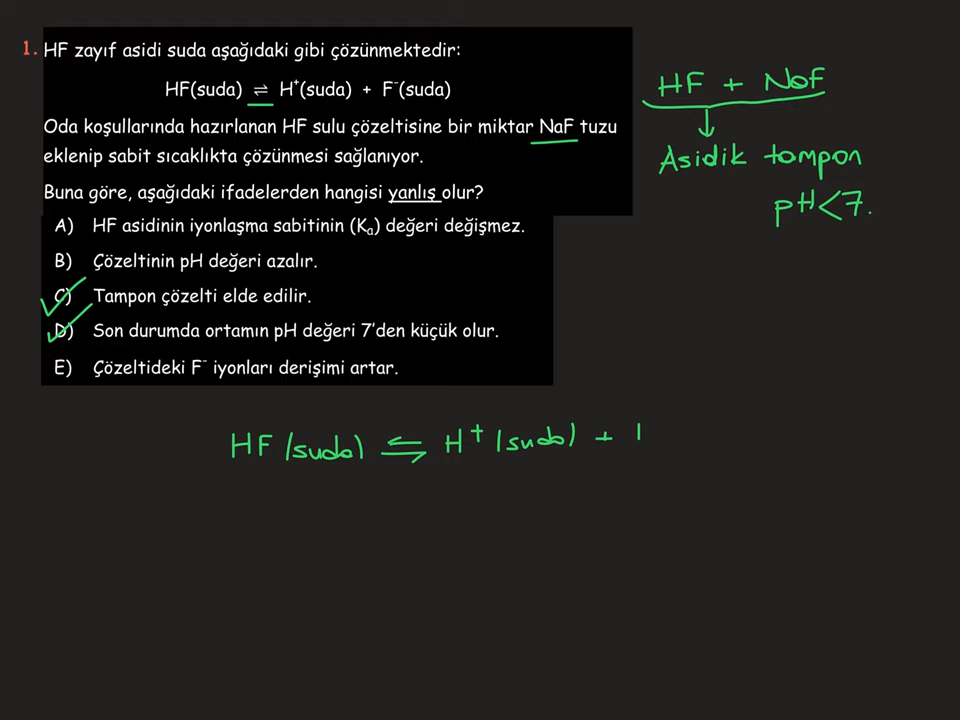 1. HF zayıf asidi suda aşağıdaki gibi çözünmektedir:
HF(suda) ⇌ H⁺(suda) + F⁻(suda)
Oda koşullarında hazırlanan HF sulu çözeltisine bir miktar NaF tuzu
eklenip sabit sıcaklıkta çözünmesi sağlanıyor.
Buna göre, aşağıdaki ifadelerden hangisi yanlış olur?
A) HF asidinin iyonlaşma sabitinin (Kₐ) değeri değişmez.
B) Çözeltinin pH değeri azalır.
C) Tampon çözelti elde edilir.
D) Son durumda ortamın pH değeri 7'den küçük olur.
E) Çözeltideki F⁻ iyonları derişimi artar.
HF + NaF
↓
Asidik tampon
pH<7.
HF (suda) ⇌ H⁺ (suda) +